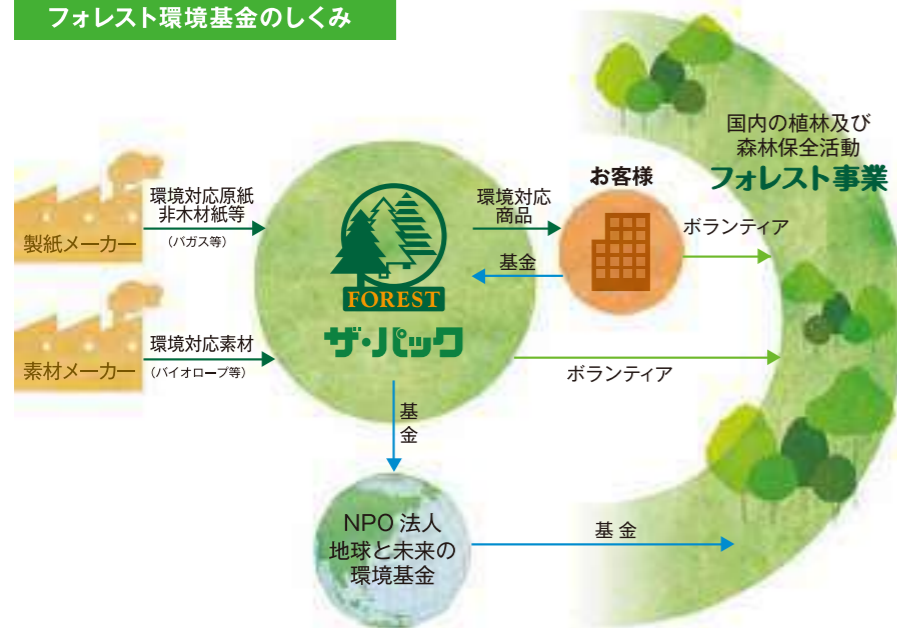 フォレスト環境基金のしくみ
国内の植林及び
森林保全活動
フォレスト事業
製紙メーカー
環境対応原紙
非木材紙等
(バガス等)
FOREST
ザ・パック
環境対応
商品
基金
お客様
ボランティア
素材メーカー
環境対応素材
(バイオロープ等)
ボランティア
基
金
NPO 法人
地球と未来の
環境基金
基 金